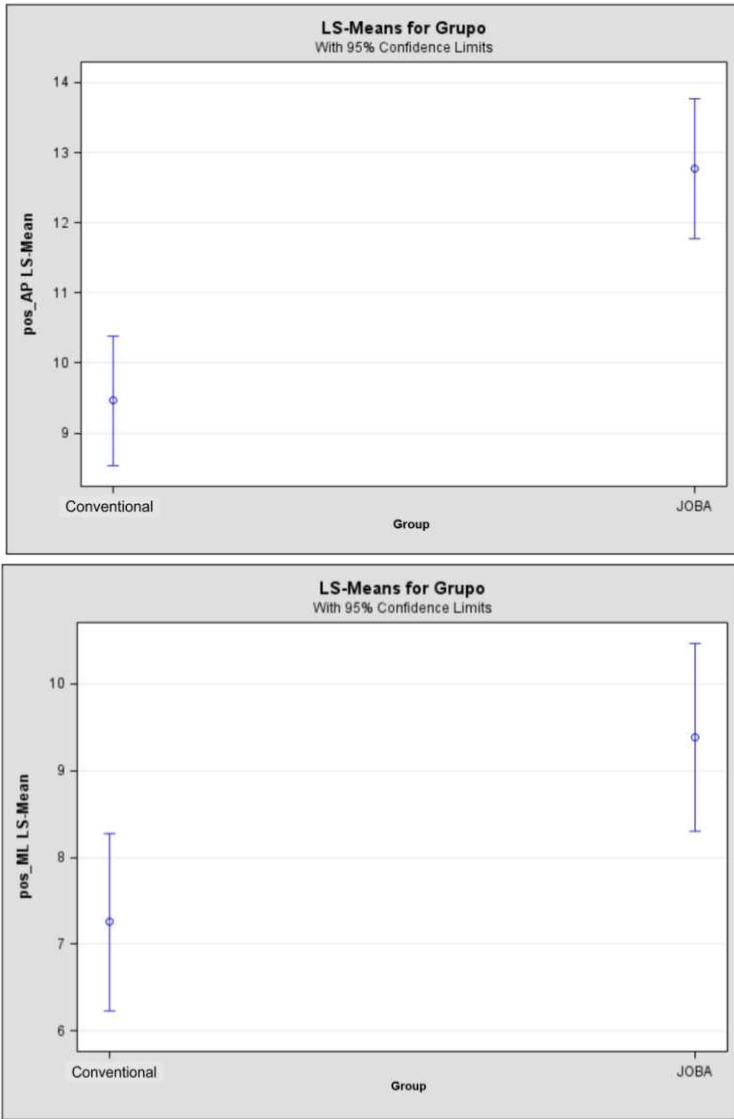 LS-Means for Grupo
With 95% Confidence Limits
14
13
12
11
10
9
pos_AP LS-Mean
Conventional
JOBA
Group
LS-Means for Grupo
With 95% Confidence Limits
10
9
8
7
6
pos_ML LS-Mean
Conventional
JOBA
Group